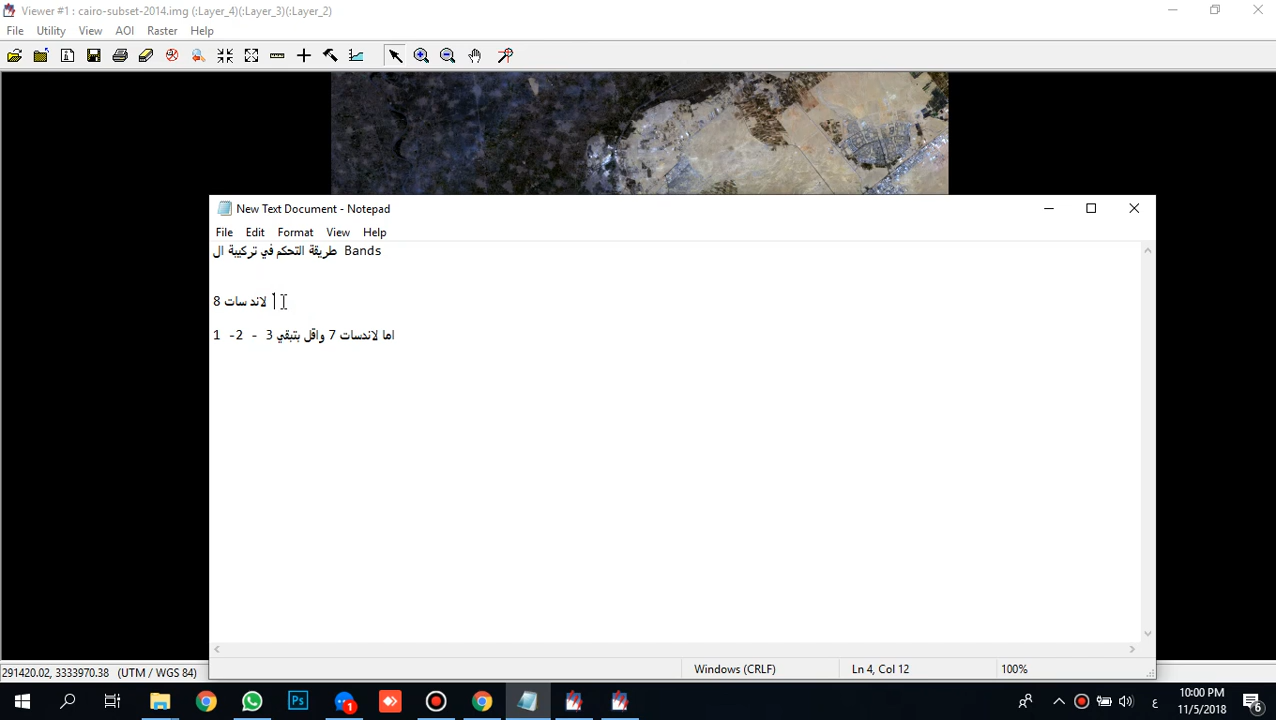 Viewer #1 : cairo-subset-2014.img (:Layer_4)(:Layer_3)(:Layer_2)
File Utility View AOI Raster Help
New Text Document - Notepad
File Edit Format View Help
طريقة التحكم في تركيبة ال Bands
لاند سات 8
اما لاندسات 7 واقل بتبقي 3 - 2- 1
Windows (CRLF) Ln 4, Col 12 100%
291420.02, 3333970.38 (UTM / WGS 84)
Ps 1 ع 10:00 PM
11/5/2018 6